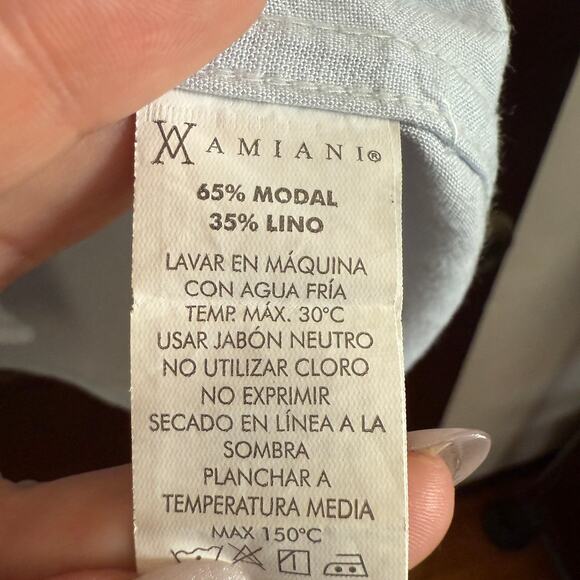 AMIANI®
65% MODAL
35% LINO
LAVAR EN MÁQUINA
CON AGUA FRÍA
TEMP. MÁX. 30°C
USAR JABÓN NEUTRO
NO UTILIZAR CLORO
NO EXPRIMIR
SECADO EN LÍNEA A LA
SOMBRA
PLANCHAR A
TEMPERATURA MEDIA
MAX 150°C